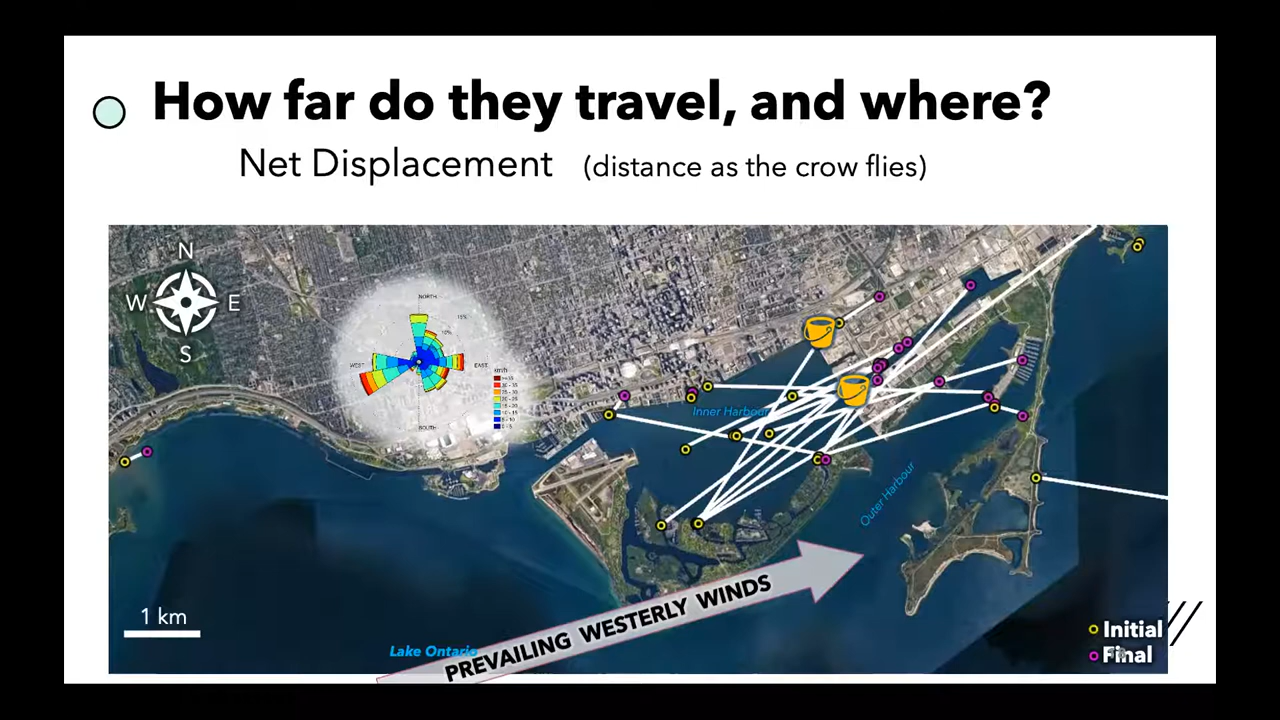 How far do they travel, and where?
Net Displacement (distance as the crow flies)
N
W E
S
NORTH
15%
10%
WEST EAST
SOUTH
Inner Harbour
Outer Harbour
PREVAILING WESTERLY WINDS
1 km
Lake Ontario
Initial
Final